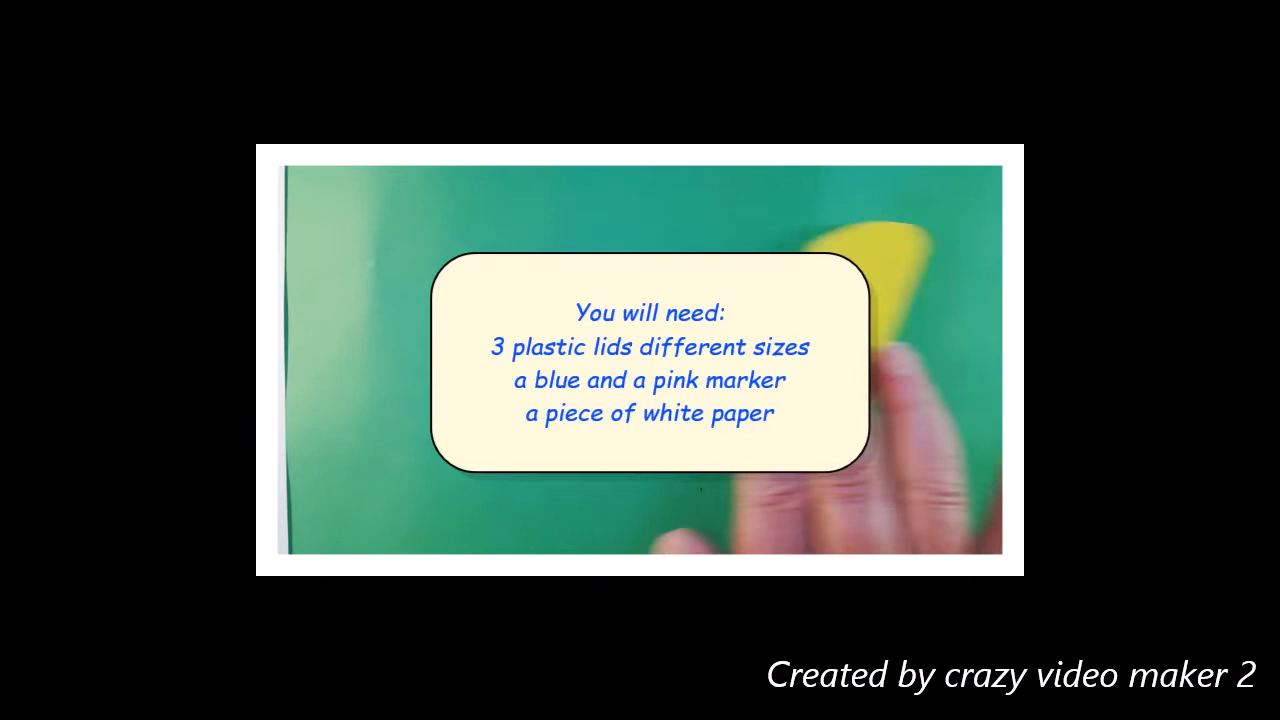 You will need:
3 plastic lids different sizes
a blue and a pink marker
a piece of white paper
Created by crazy video maker 2